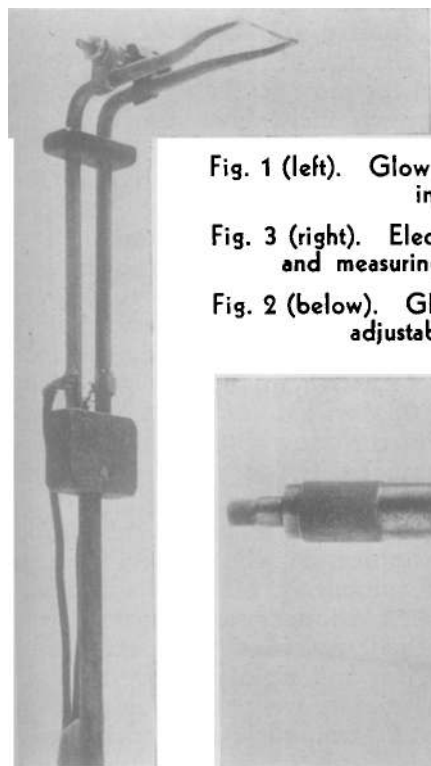 Fig. 1 (left). Glow
in
Fig. 3 (right). Elec
and measurin
Fig. 2 (below). Gl
adjustab